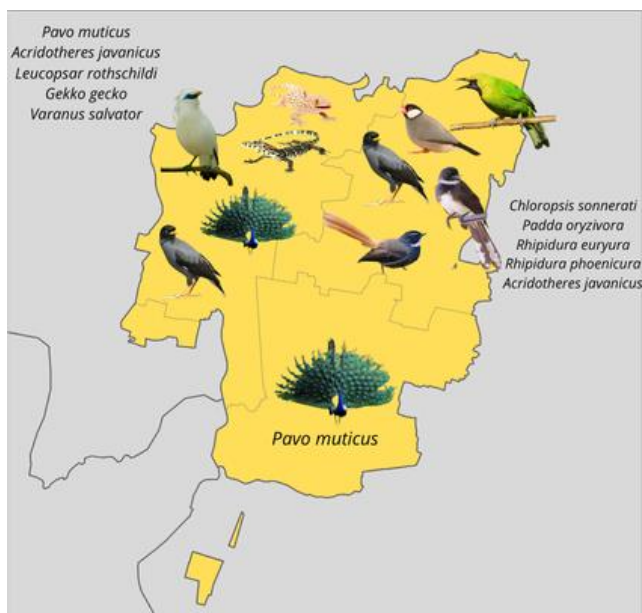 Pavo muticus
Acridotheres javanicus
Leucopsar rothschildi
Gekko gecko
Varanus salvator
Chloropsis sonnerati
Padda oryzivora
Rhipidura euryura
Rhipidura phoenicura
Acridotheres javanicus
Pavo muticus